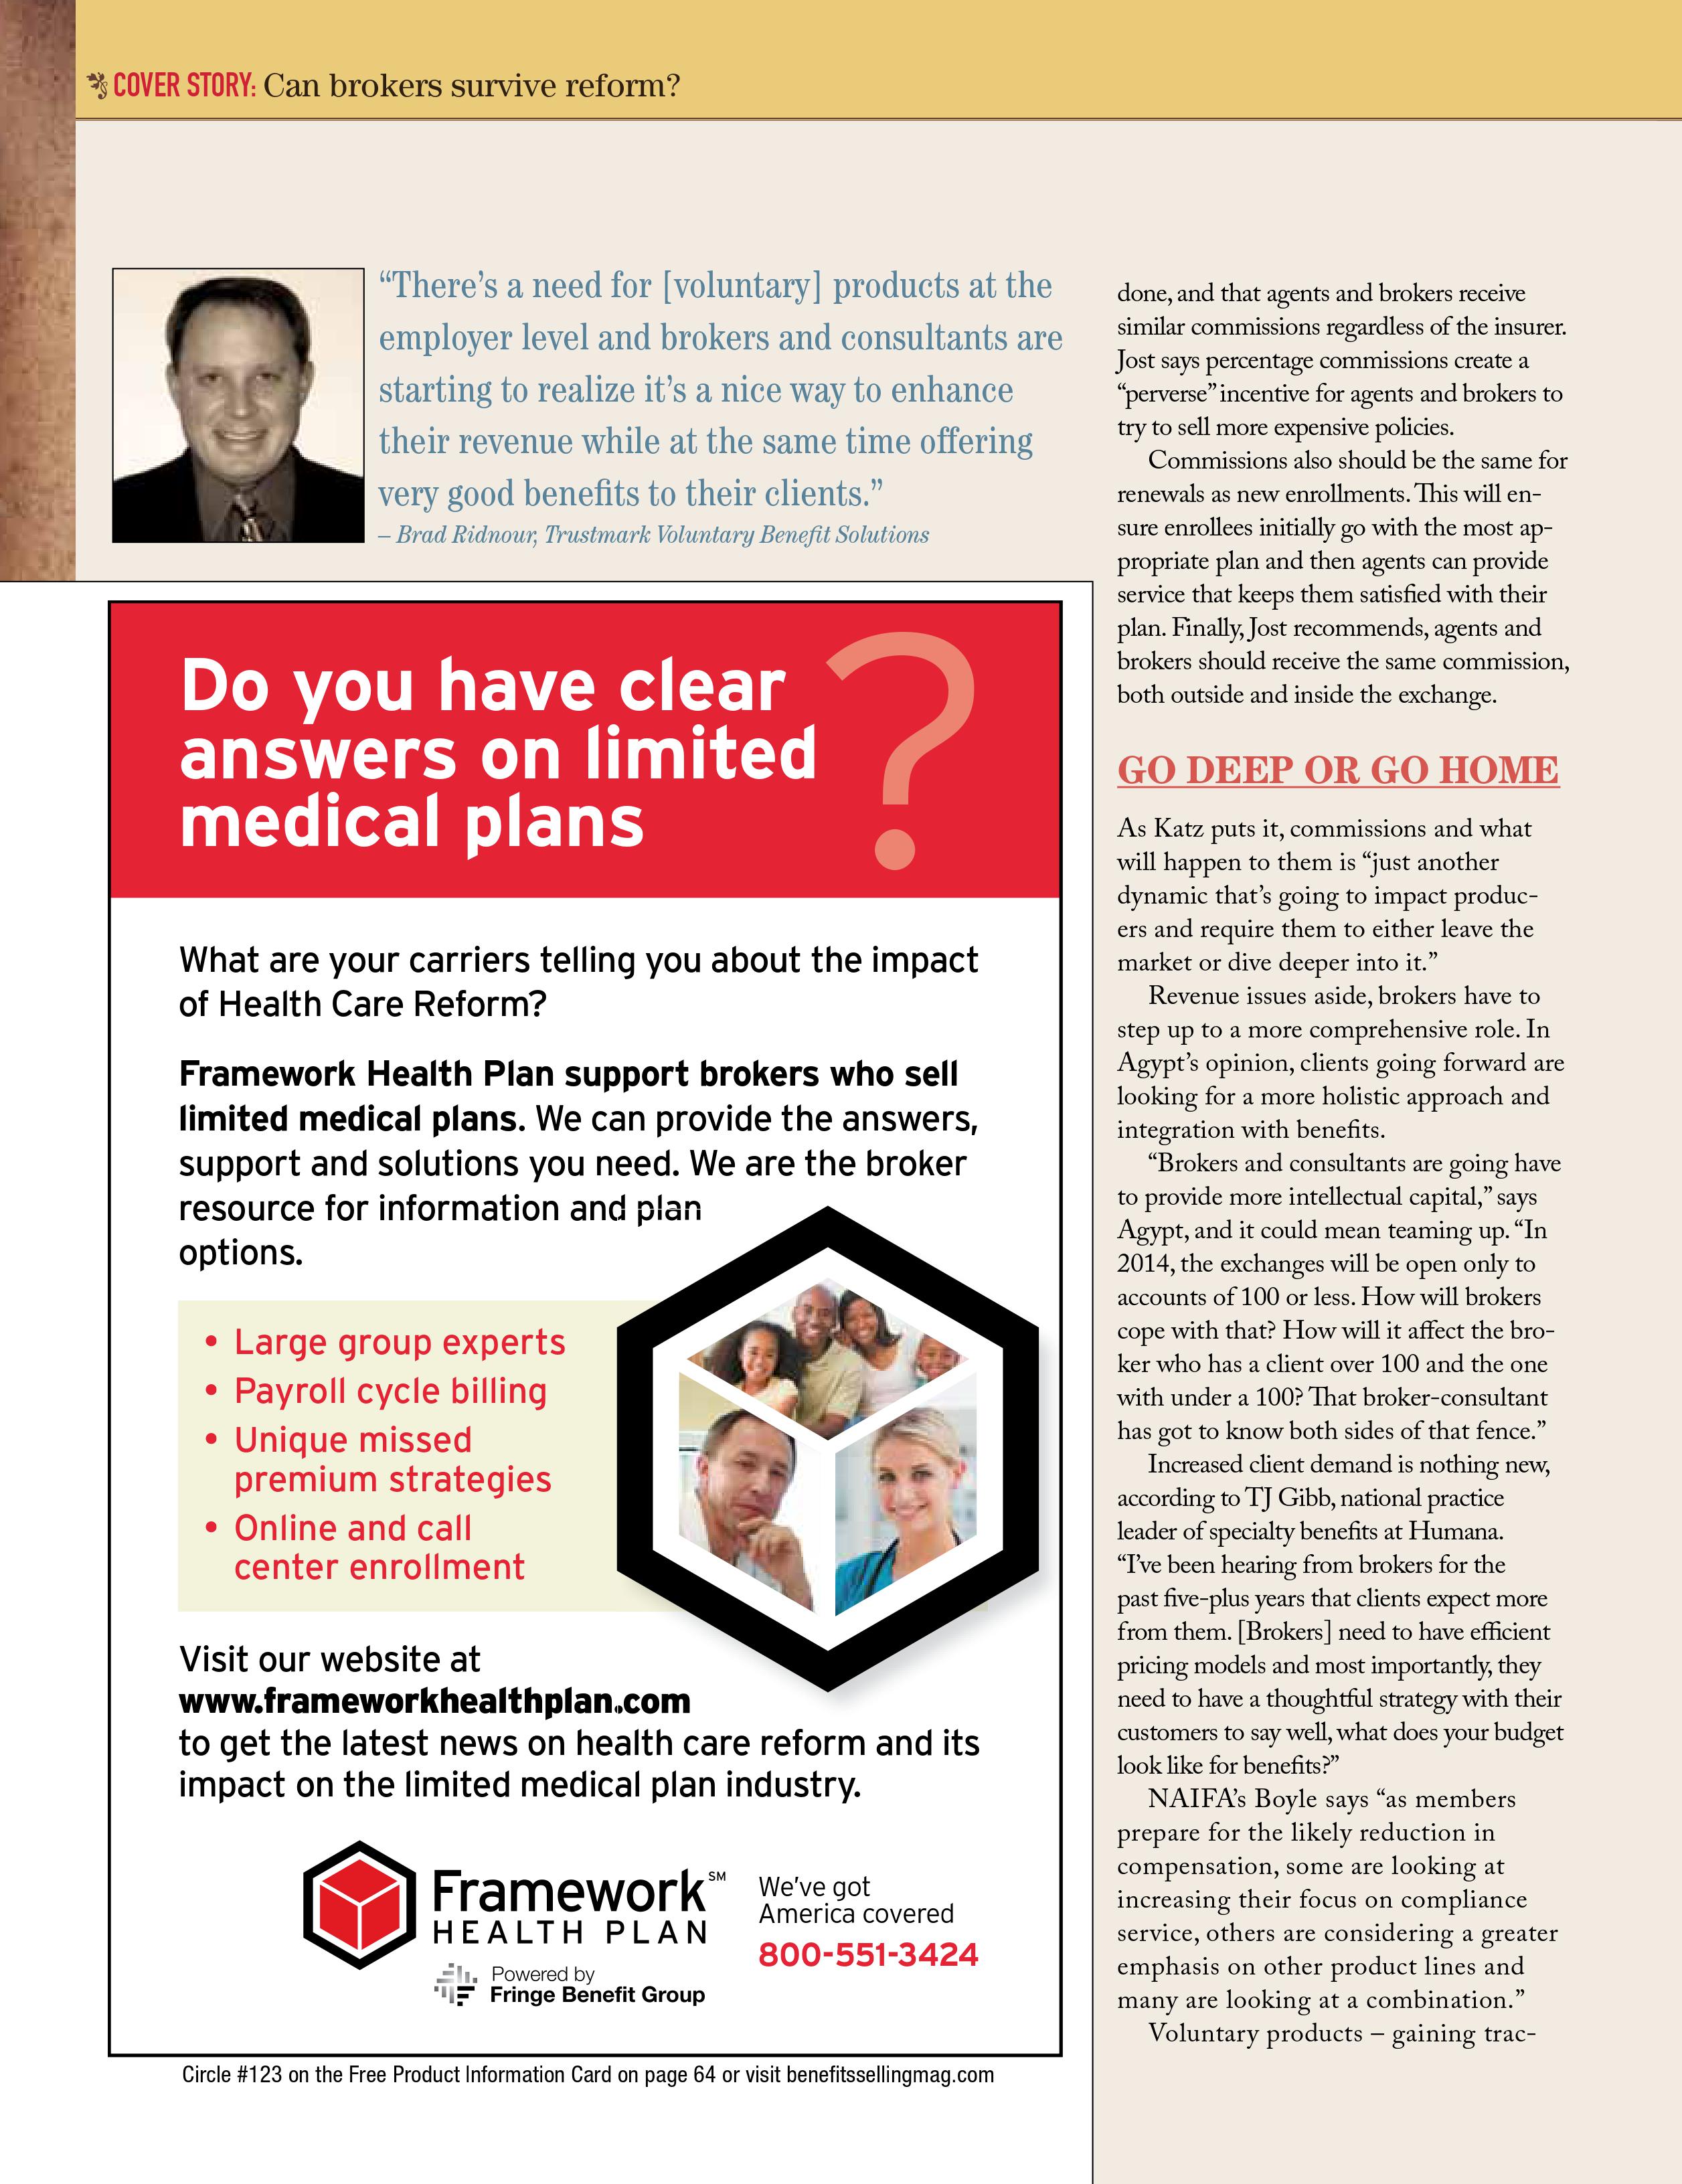 COVER STORY: Can brokers survive reform?
“There’s a need for [voluntary] products at the
employer level and brokers and consultants are
starting to realize it’s a nice way to enhance
their revenue while at the same time offering
very good benefits to their clients.”
– Brad Ridnour, Trustmark Voluntary Benefit Solutions
Do you have clear
answers on limited
medical plans
?
What are your carriers telling you about the impact
of Health Care Reform?
Framework Health Plan support brokers who sell
limited medical plans. We can provide the answers,
support and solutions you need. We are the broker
resource for information and plan
options.
• Large group experts
• Payroll cycle billing
• Unique missed
premium strategies
• Online and call
center enrollment
Visit our website at
www.frameworkhealthplan.com
to get the latest news on health care reform and its
impact on the limited medical plan industry.
Framework SM
HEALTH PLAN
Powered by
Fringe Benefit Group
We’ve got
America covered
800-551-3424
Circle #123 on the Free Product Information Card on page 64 or visit benefitssellingmag.com
done, and that agents and brokers receive
similar commissions regardless of the insurer.
Jost says percentage commissions create a
“perverse” incentive for agents and brokers to
try to sell more expensive policies.
Commissions also should be the same for
renewals as new enrollments. This will en-
sure enrollees initially go with the most ap-
propriate plan and then agents can provide
service that keeps them satisfied with their
plan. Finally, Jost recommends, agents and
brokers should receive the same commission,
both outside and inside the exchange.
GO DEEP OR GO HOME
As Katz puts it, commissions and what
will happen to them is “just another
dynamic that’s going to impact produc-
ers and require them to either leave the
market or dive deeper into it.”
Revenue issues aside, brokers have to
step up to a more comprehensive role. In
Agypt’s opinion, clients going forward are
looking for a more holistic approach and
integration with benefits.
“Brokers and consultants are going have
to provide more intellectual capital,” says
Agypt, and it could mean teaming up. “In
2014, the exchanges will be open only to
accounts of 100 or less. How will brokers
cope with that? How will it affect the bro-
ker who has a client over 100 and the one
with under a 100? That broker-consultant
has got to know both sides of that fence.”
Increased client demand is nothing new,
according to TJ Gibb, national practice
leader of specialty benefits at Humana.
“I’ve been hearing from brokers for the
past five-plus years that clients expect more
from them. [Brokers] need to have efficient
pricing models and most importantly, they
need to have a thoughtful strategy with their
customers to say well, what does your budget
look like for benefits?”
NAIFA’s Boyle says “as members
prepare for the likely reduction in
compensation, some are looking at
increasing their focus on compliance
service, others are considering a greater
emphasis on other product lines and
many are looking at a combination.”
Voluntary products – gaining trac-